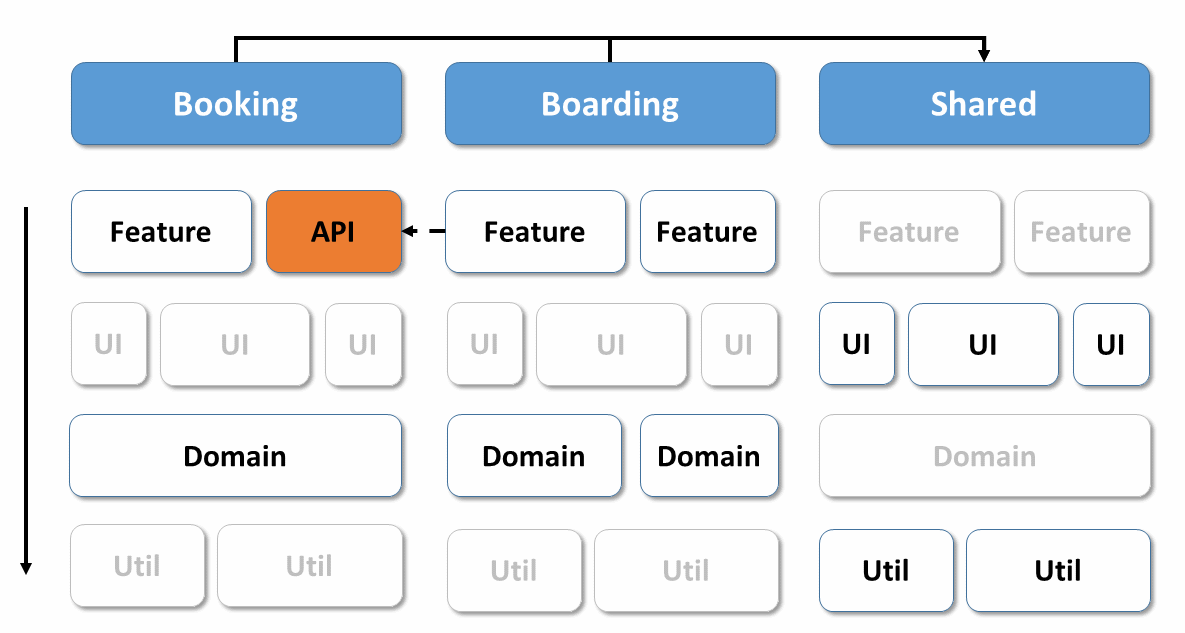 Booking Boarding Shared
Feature API Feature Feature Feature Feature
UI UI UI UI UI UI UI UI UI
Domain Domain Domain Domain
Util Util Util Util Util Util